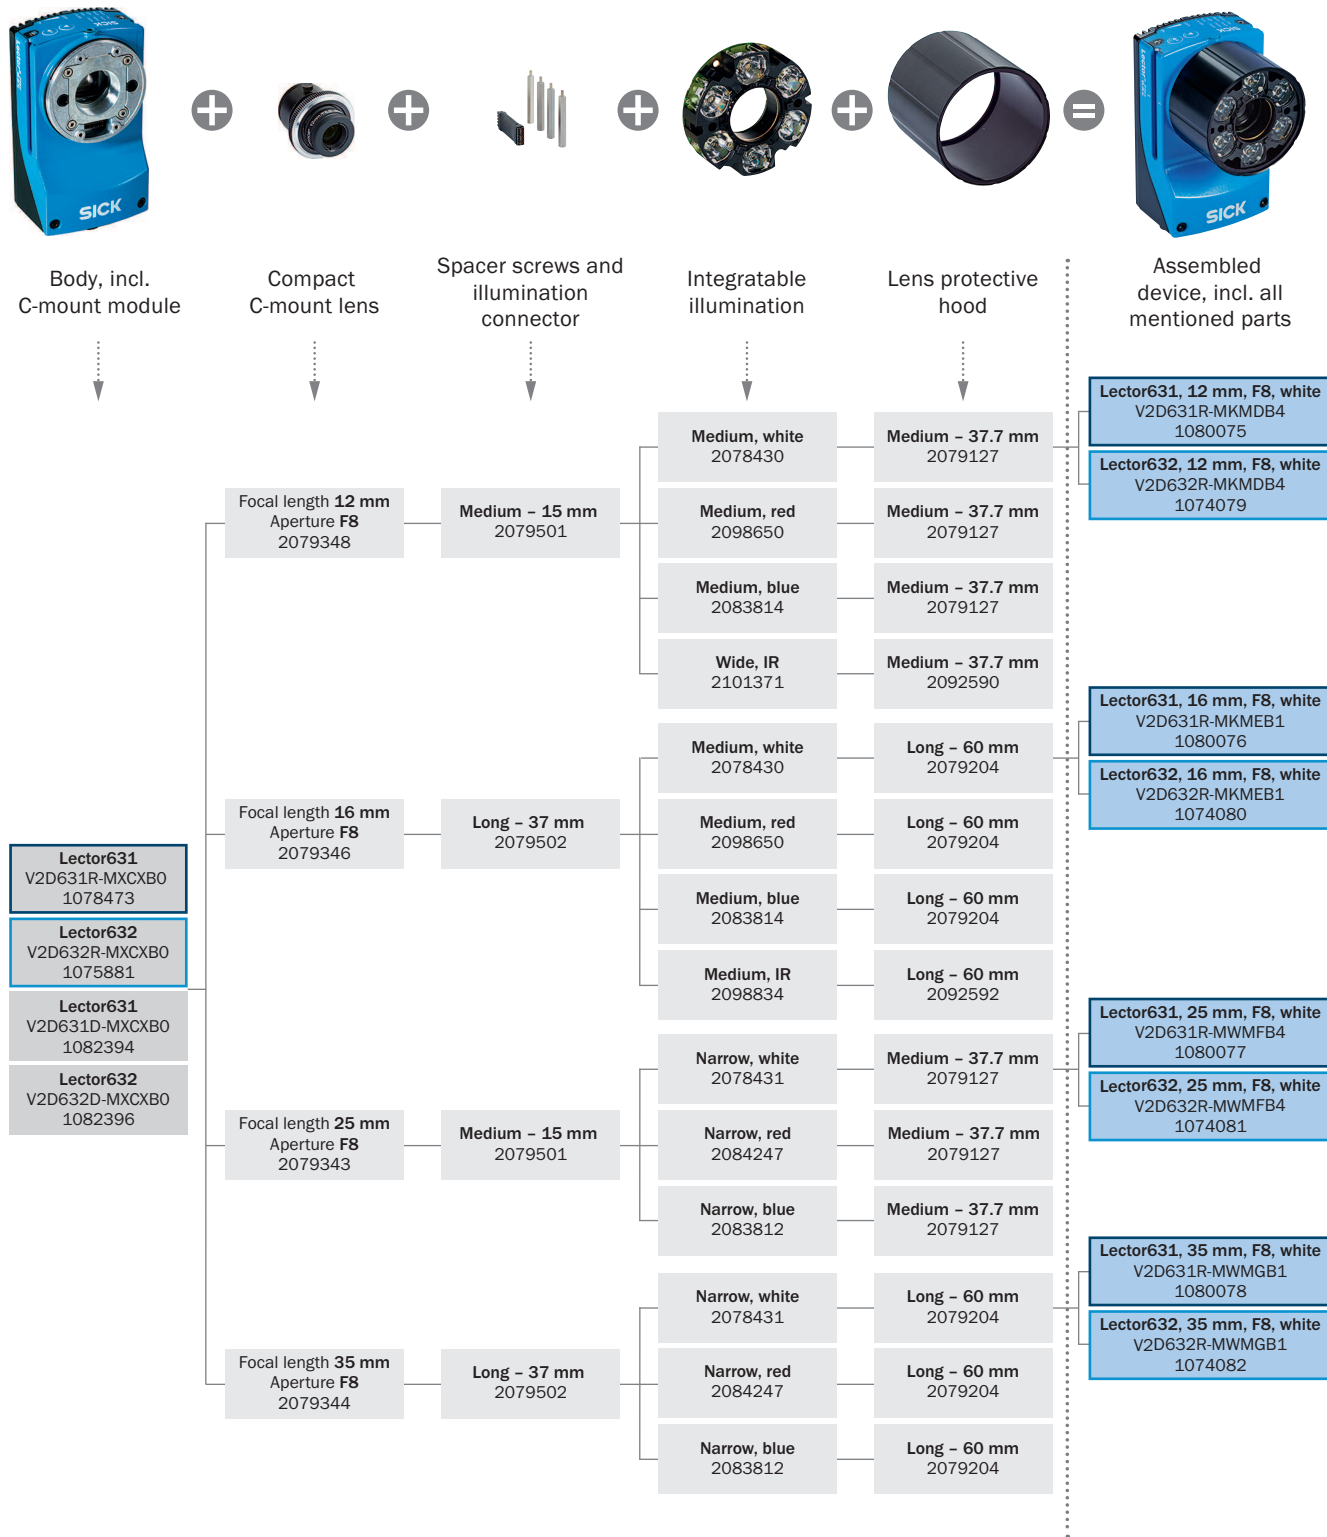 SICK
SICK
Body, incl.
C-mount module
Compact
C-mount lens
Spacer screws and
illumination
connector
Integratable
illumination
Lens protective
hood
Assembled
device, incl. all
mentioned parts
Lector631
V2D631R-MXCXB0
1078473
Lector632
V2D632R-MXCXB0
1075881
Lector631
V2D631D-MXCXB0
1082394
Lector632
V2D632D-MXCXB0
1082396
Focal length 12 mm
Aperture F8
2079348
Medium – 15 mm
2079501
Medium, white
2078430
Medium – 37.7 mm
2079127
Medium, red
2098650
Medium – 37.7 mm
2079127
Medium, blue
2083814
Medium – 37.7 mm
2079127
Wide, IR
2101371
Medium – 37.7 mm
2092590
Lector631, 12 mm, F8, white
V2D631R-MKMDB4
1080075
Lector632, 12 mm, F8, white
V2D632R-MKMDB4
1074079
Focal length 16 mm
Aperture F8
2079346
Long – 37 mm
2079502
Medium, white
2078430
Long – 60 mm
2079204
Medium, red
2098650
Long – 60 mm
2079204
Medium, blue
2083814
Long – 60 mm
2079204
Medium, IR
2098834
Long – 60 mm
2092592
Lector631, 16 mm, F8, white
V2D631R-MKMEB1
1080076
Lector632, 16 mm, F8, white
V2D632R-MKMEB1
1074080
Focal length 25 mm
Aperture F8
2079343
Medium – 15 mm
2079501
Narrow, white
2078431
Medium – 37.7 mm
2079127
Narrow, red
2084247
Medium – 37.7 mm
2079127
Narrow, blue
2083812
Medium – 37.7 mm
2079127
Lector631, 25 mm, F8, white
V2D631R-MWMFB4
1080077
Lector632, 25 mm, F8, white
V2D632R-MWMFB4
1074081
Focal length 35 mm
Aperture F8
2079344
Long – 37 mm
2079502
Narrow, white
2078431
Long – 60 mm
2079204
Narrow, red
2084247
Long – 60 mm
2079204
Narrow, blue
2083812
Long – 60 mm
2079204
Lector631, 35 mm, F8, white
V2D631R-MWMGB1
1080078
Lector632, 35 mm, F8, white
V2D632R-MWMGB1
1074082